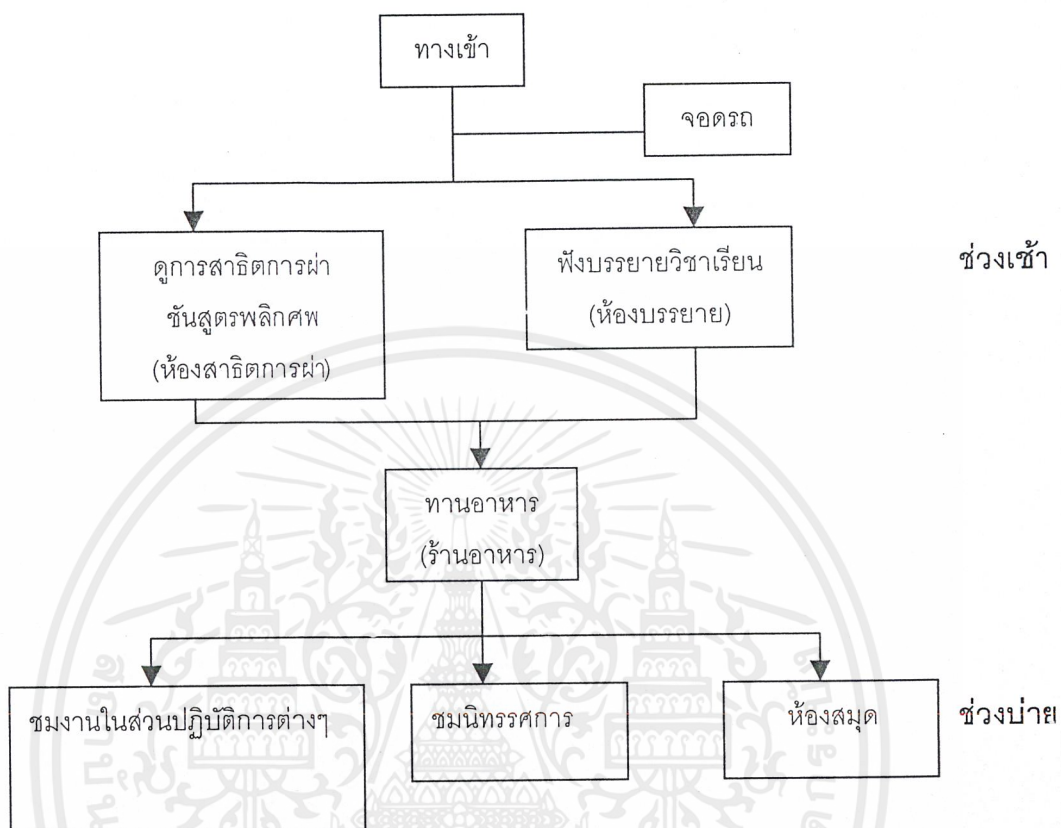 ทางเข้า
จอดรถ
ดูการสาธิตการผ่า
ชันสูตรพลิกศพ
(ห้องสาธิตการผ่า)
ฟังบรรยายวิชาเรียน
(ห้องบรรยาย)
ช่วงเช้า
ทานอาหาร
(ร้านอาหาร)
ชมงานในส่วนปฏิบัติการต่างๆ
ชมนิทรรศการ
ห้องสมุด
ช่วงบ่าย